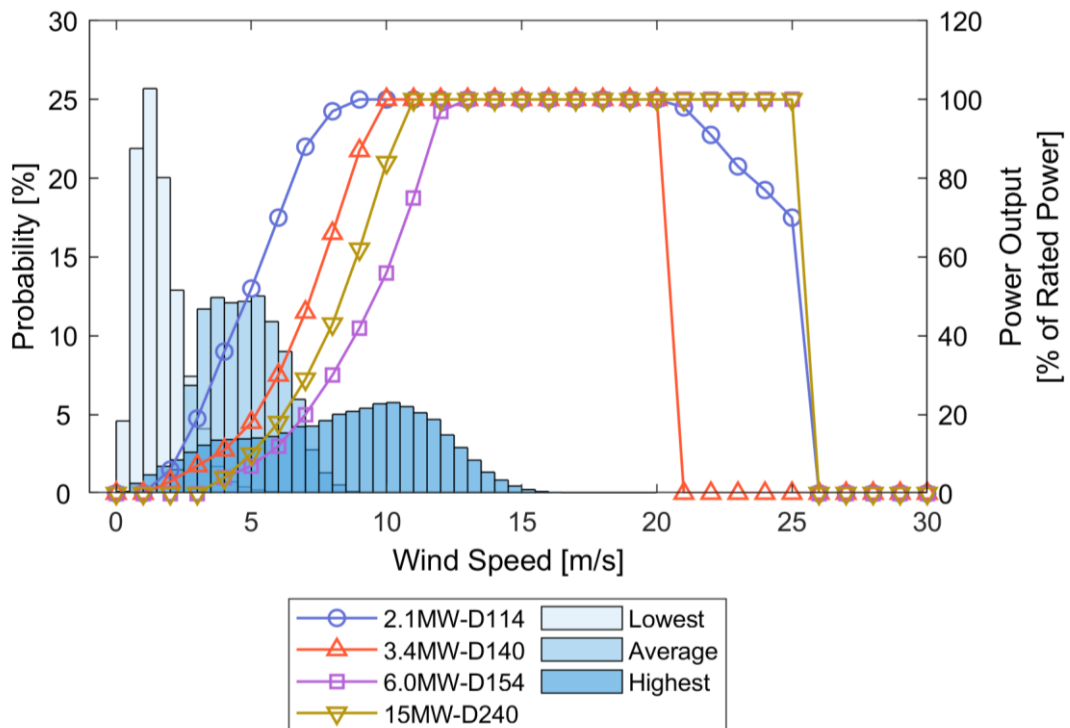 30
25
20
15
10
5
0
Probability [%]
120
100
80
60
40
20
0
Power Output
[% of Rated Power]
0 5 10 15 20 25 30
Wind Speed [m/s]
2.1MW-D114 Lowest
3.4MW-D140 Average
6.0MW-D154 Highest
15MW-D240